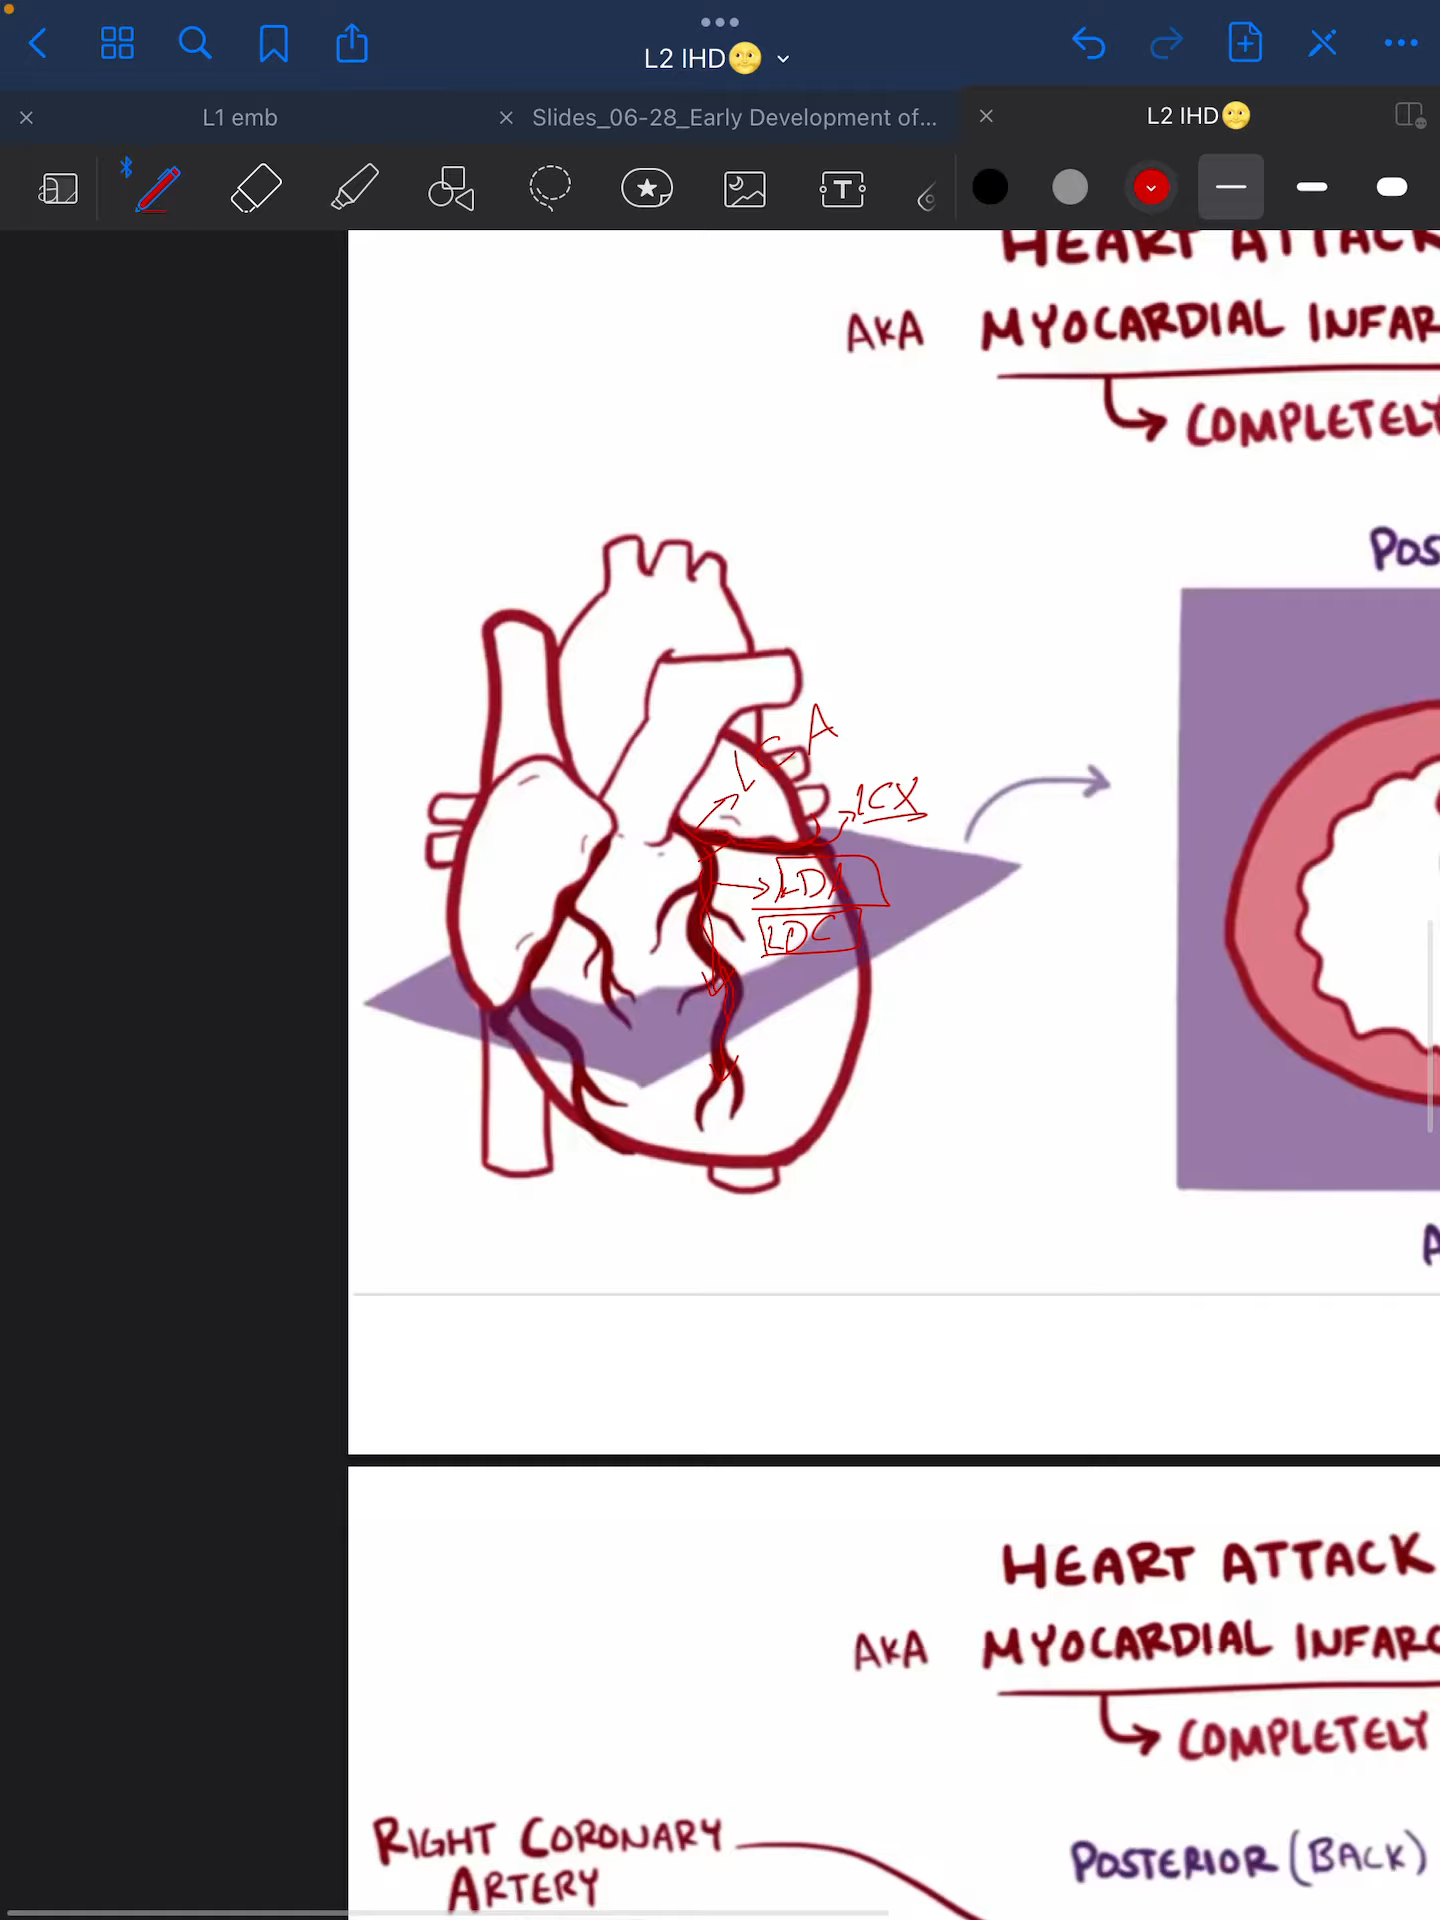 L2 IHD🌝
L1 emb
Slides_06-28_Early Development of...
L2 IHD🌝
T
HEART ATTACK
AKA MYOCARDIAL INFAR
COMPLETELY
POS
LCA
LCX
LDA
LDC
A
HEART ATTACK
AKA MYOCARDIAL INFARC
COMPLETELY
RIGHT CORONARY
ARTERY
POSTERIOR (BACK)